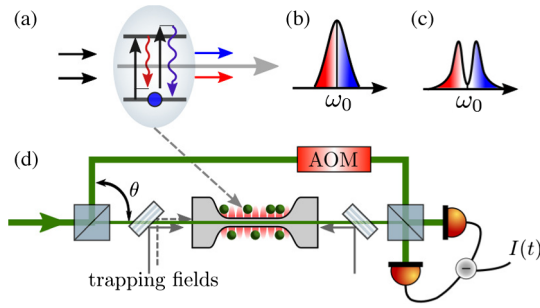 (a)
(b)
(c)
ω₀
ω₀
(d)
AOM
θ
I(t)
trapping fields